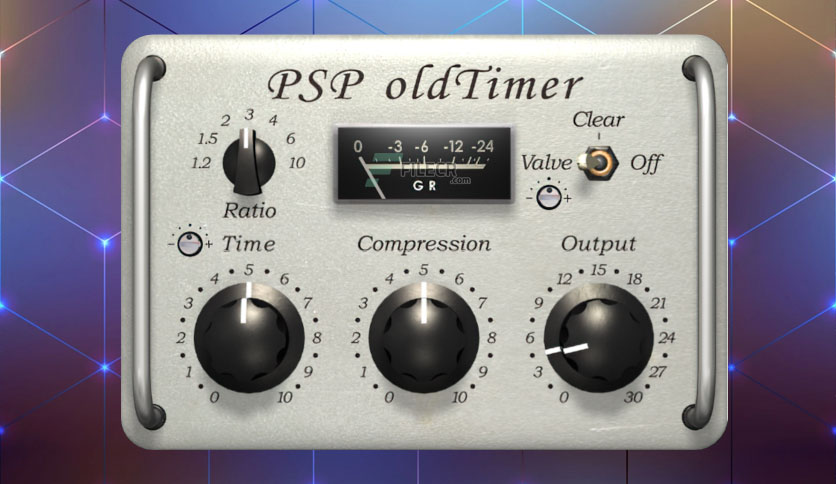 PSP oldTimer
1.2 1.5 2 3 4 6 10
Ratio
0 -3 -6 -12 -24
FILECR
.com
GR
Clear
Valve Off
- +
- + Time
Compression
Output
0 1 2 3 4 5 6 7 8 9 10
0 1 2 3 4 5 6 7 8 9 10
0 3 6 9 12 15 18 21 24 27 30